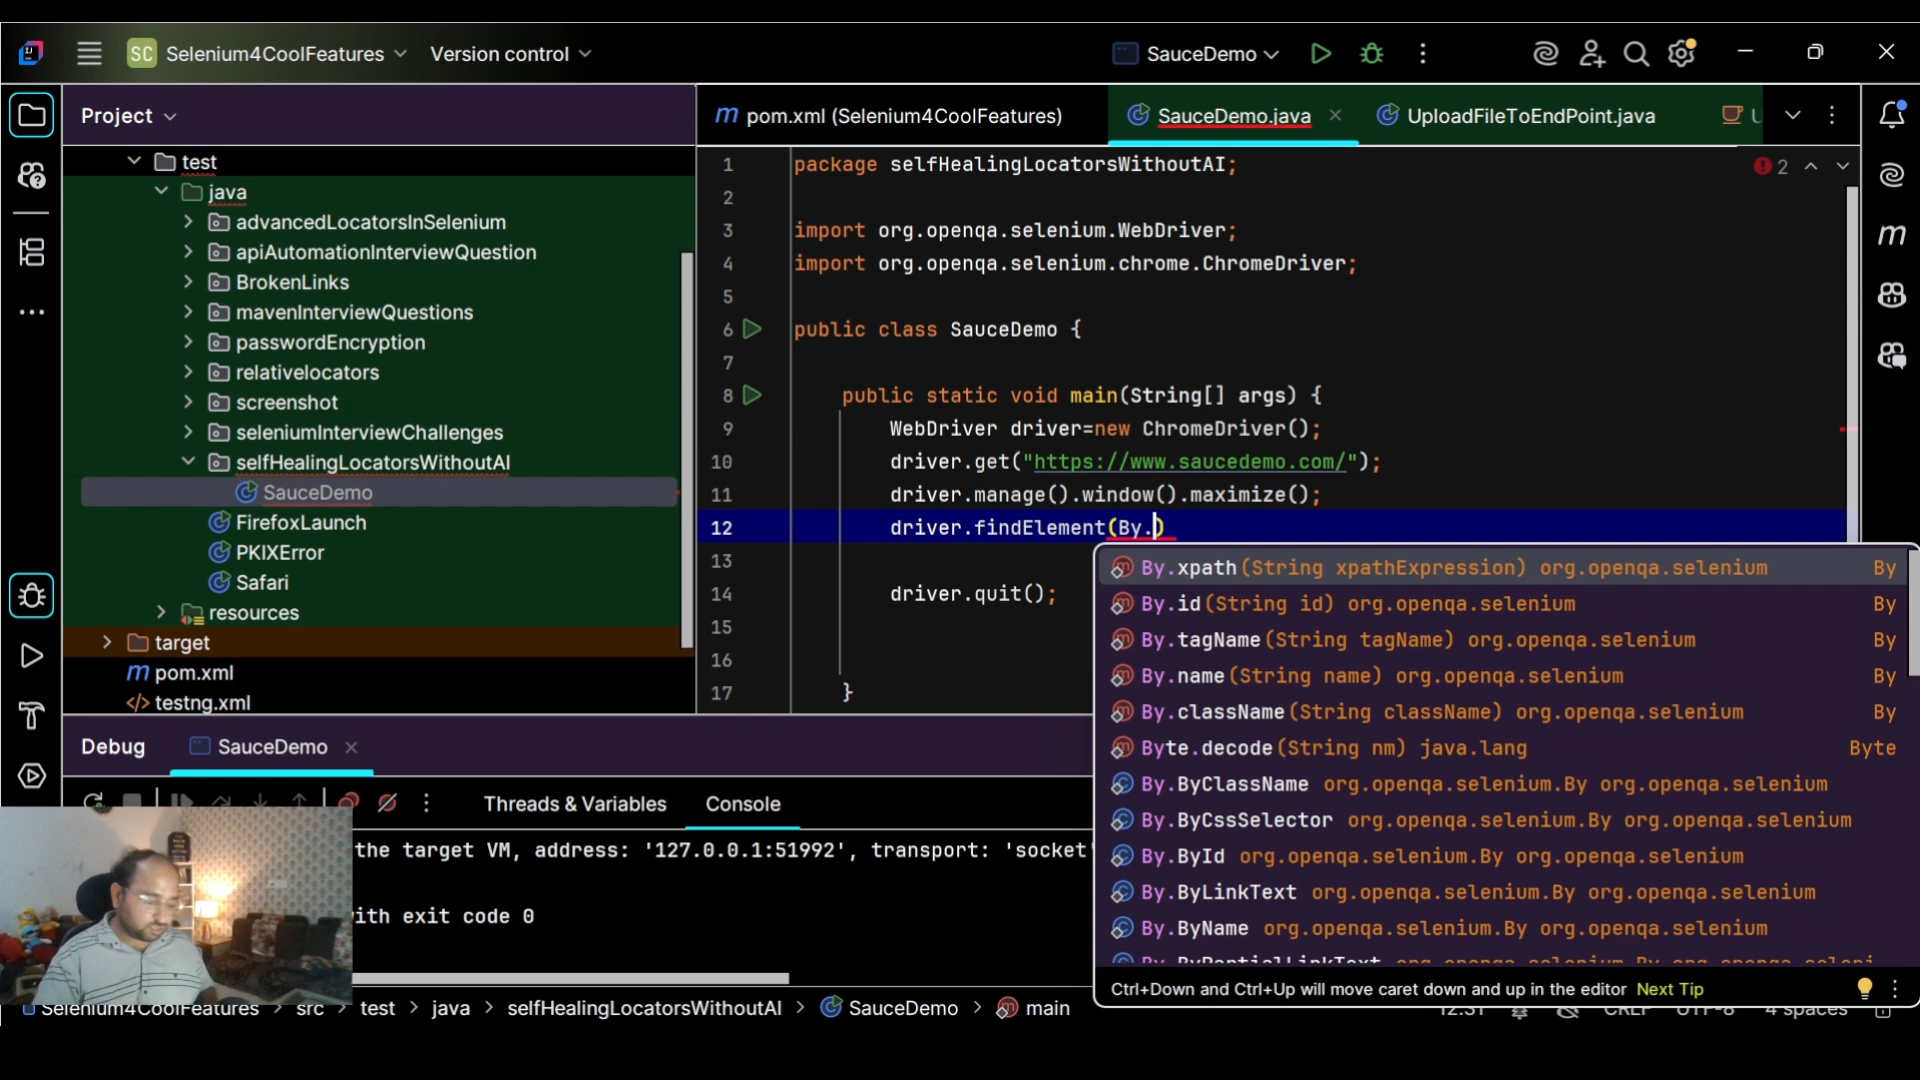 SC Selenium4CoolFeatures Version control SauceDemo
Project
pom.xml (Selenium4CoolFeatures) SauceDemo.java UploadFileToEndPoint.java
test
java
advancedLocatorsInSelenium
apiAutomationInterviewQuestion
BrokenLinks
mavenInterviewQuestions
passwordEncryption
relativelocators
screenshot
seleniumInterviewChallenges
selfHealingLocatorsWithoutAI
SauceDemo
FirefoxLaunch
PKIXError
Safari
resources
target
pom.xml
testng.xml
2
1 package selfHealingLocatorsWithoutAI;
2
3 import org.openqa.selenium.WebDriver;
4 import org.openqa.selenium.chrome.ChromeDriver;
5
6 public class SauceDemo {
7
8 public static void main(String[] args) {
9 WebDriver driver=new ChromeDriver();
10 driver.get("https://www.saucedemo.com/");
11 driver.manage().window().maximize();
12 driver.findElement(By.)
13
14 driver.quit();
15
16
17 }
By.xpath(String xpathExpression) org.openqa.selenium By
By.id(String id) org.openqa.selenium By
By.tagName(String tagName) org.openqa.selenium By
By.name(String name) org.openqa.selenium By
By.className(String className) org.openqa.selenium By
Byte.decode(String nm) java.lang Byte
By.ByClassName org.openqa.selenium.By org.openqa.selenium
By.ByCssSelector org.openqa.selenium.By org.openqa.selenium
By.ById org.openqa.selenium.By org.openqa.selenium
By.ByLinkText org.openqa.selenium.By org.openqa.selenium
By.ByName org.openqa.selenium.By org.openqa.selenium
Ctrl+Down and Ctrl+Up will move caret down and up in the editor Next Tip
Debug SauceDemo
Threads & Variables Console
the target VM, address: '127.0.0.1:51992', transport: 'socket'
with exit code 0
Selenium4CoolFeatures > src > test > java > selfHealingLocatorsWithoutAI > SauceDemo > main
12:31 CRLF UTF-8 4 spaces